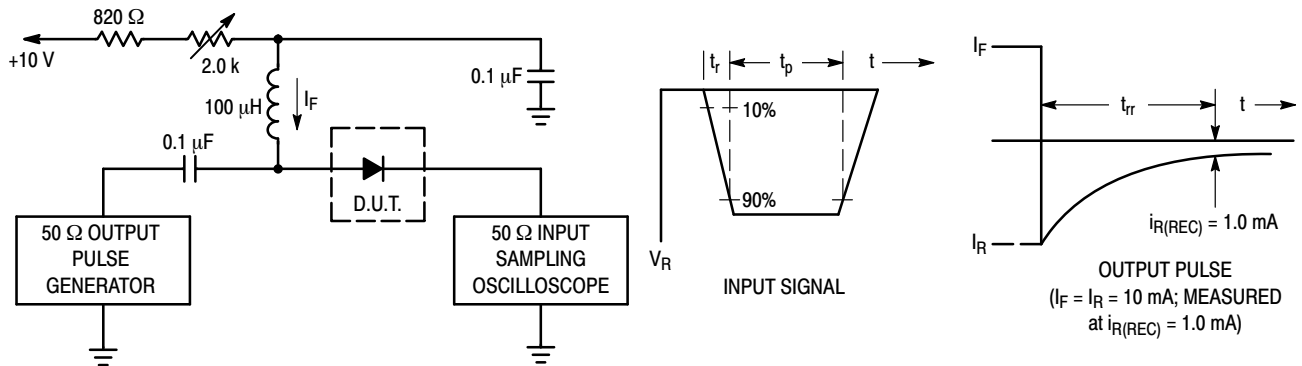 820 Ω
+10 V
2.0 k
100 μH
I_F
0.1 μF
0.1 μF
D.U.T.
50 Ω OUTPUT
PULSE
GENERATOR
50 Ω INPUT
SAMPLING
OSCILLOSCOPE
t_r
t_p
t
10%
90%
V_R
INPUT SIGNAL
I_F
t_rr
t
I_R
i_R(REC) = 1.0 mA
OUTPUT PULSE
(I_F = I_R = 10 mA; MEASURED
at i_R(REC) = 1.0 mA)